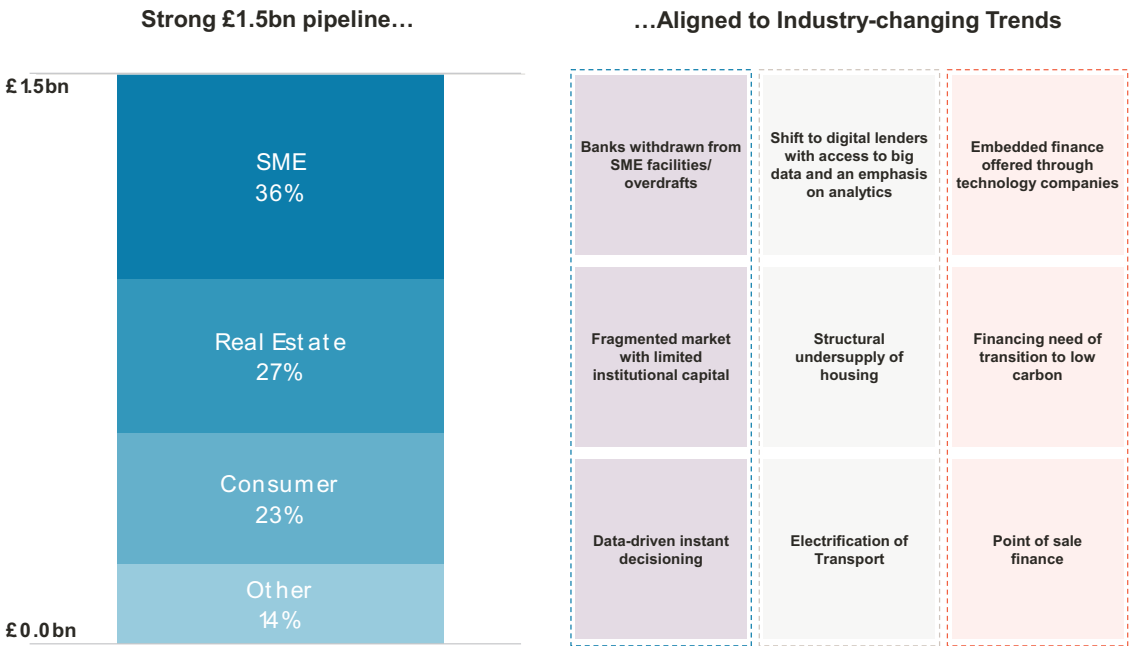 Strong £1.5bn pipeline…
£1.5bn
SME
36%
Real Estate
27%
Consumer
23%
Other
14%
£0.0bn
…Aligned to Industry-changing Trends
Banks withdrawn from
SME facilities/
overdrafts
Shift to digital lenders
with access to big
data and an emphasis
on analytics
Embedded finance
offered through
technology companies
Fragmented market
with limited
institutional capital
Structural
undersupply of
housing
Financing need of
transition to low
carbon
Data-driven instant
decisioning
Electrification of
Transport
Point of sale
finance